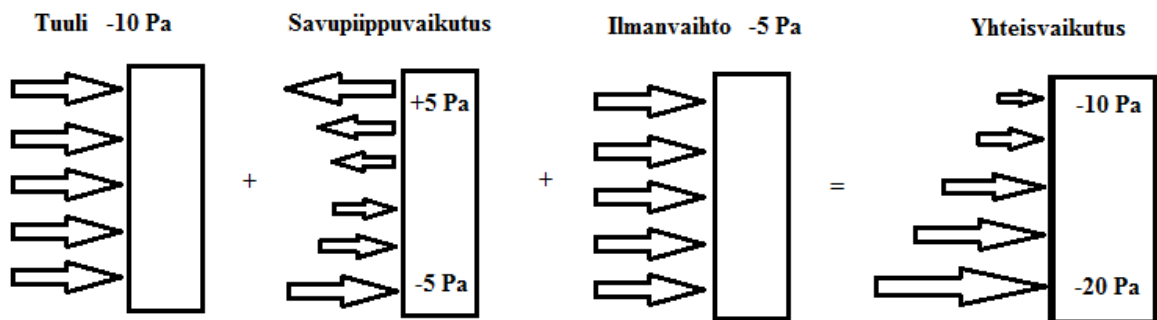 Tuuli -10 Pa
Savupiippuvaikutus
Ilmanvaihto -5 Pa
Yhteisvaikutus
+5 Pa
-10 Pa
+
+
=
-5 Pa
-20 Pa